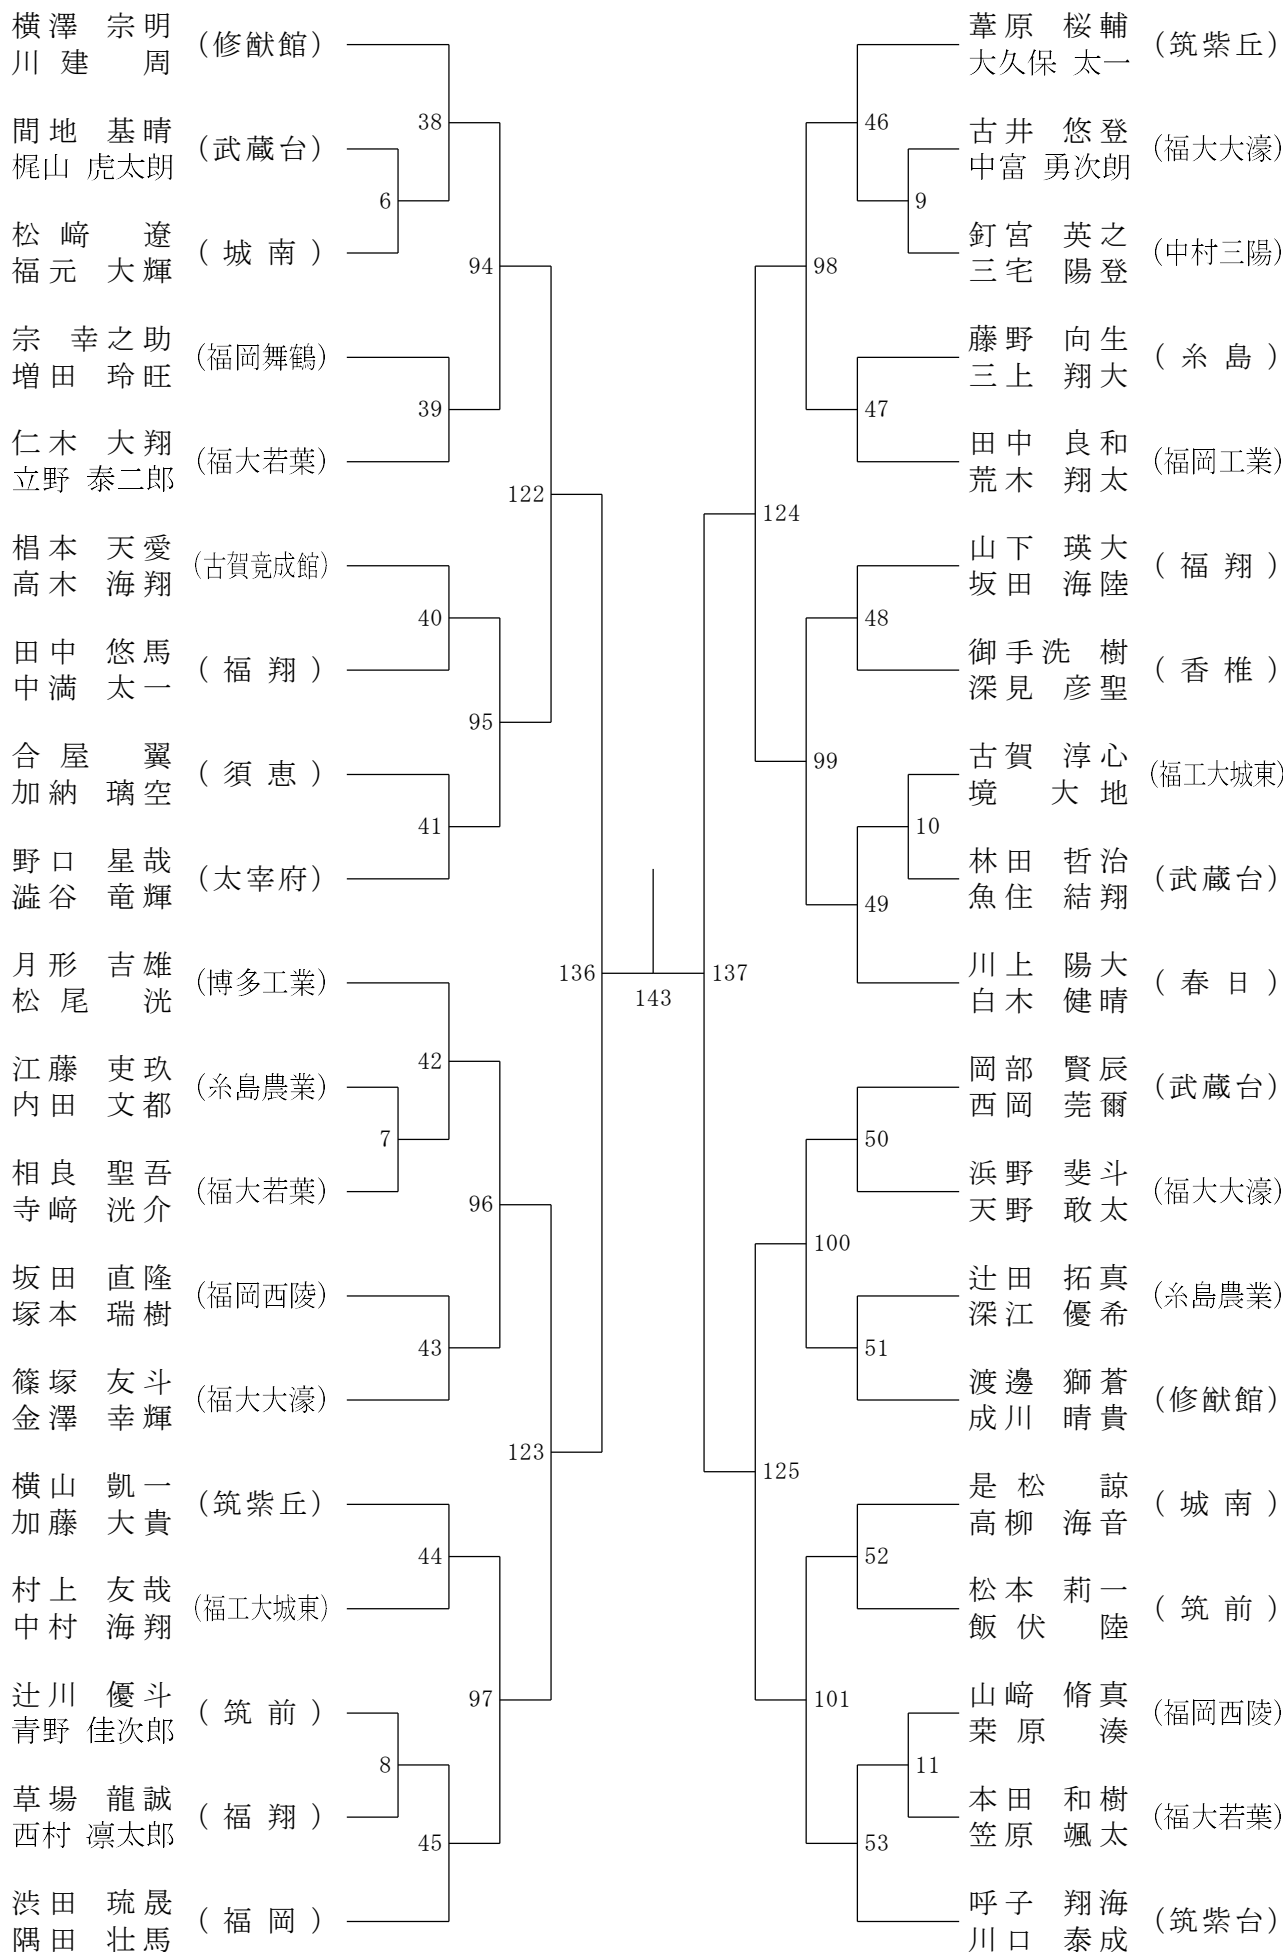 横澤 宗明
川建 周
(修猷館)
38
間地 基晴
梶山 虎太朗
(武蔵台)
6
松﨑 遼
福元 大輝
(城南)
94
宗 幸之助
増田 玲旺
(福岡舞鶴)
39
仁木 大翔
立野 泰二郎
(福大若葉)
122
椙本 天愛
高木 海翔
(古賀竟成館)
40
田中 悠馬
中満 太一
(福翔)
95
合屋 翼
加納 璃空
(須恵)
41
野口 星哉
澁谷 竜輝
(太宰府)
136
月形 吉雄
松尾 洸
(博多工業)
42
江藤 吏玖
内田 文都
(糸島農業)
7
相良 聖吾
寺﨑 洸介
(福大若葉)
96
坂田 直隆
塚本 瑞樹
(福岡西陵)
43
篠塚 友斗
金澤 幸輝
(福大大濠)
123
横山 凱一
加藤 大貴
(筑紫丘)
44
村上 友哉
中村 海翔
(福工大城東)
97
辻川 優斗
青野 佳次郎
(筑前)
8
草場 龍誠
西村 凛太郎
(福翔)
45
渋田 琉晟
隅田 壮馬
(福岡)
143
葦原 桜輔
大久保 太一
(筑紫丘)
46
古井 悠登
中富 勇次朗
(福大大濠)
9
釘宮 英之
三宅 陽登
(中村三陽)
98
藤野 向生
三上 翔大
(糸島)
47
田中 良和
荒木 翔太
(福岡工業)
124
山下 瑛大
坂田 海陸
(福翔)
48
御手洗 樹
深見 彦聖
(香椎)
99
古賀 淳心
境 大地
(福工大城東)
10
林田 哲治
魚住 結翔
(武蔵台)
49
川上 陽大
白木 健晴
(春日)
137
岡部 賢辰
西岡 莞爾
(武蔵台)
50
浜野 斐斗
天野 敢太
(福大大濠)
100
辻田 拓真
深江 優希
(糸島農業)
51
渡邊 獅蒼
成川 晴貴
(修猷館)
125
是松 諒
高柳 海音
(城南)
52
松本 莉一
飯伏 陸
(筑前)
101
山﨑 脩真
桒原 湊
(福岡西陵)
11
本田 和樹
笠原 颯太
(福大若葉)
53
呼子 翔海
川口 泰成
(筑紫台)